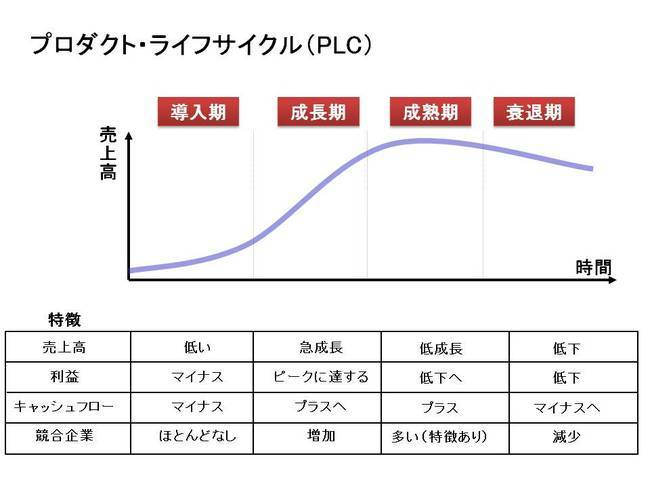 プロダクト・ライフサイクル（PLC）
導入期 成長期 成熟期 衰退期
売上高
時間
特徴
売上高 低い 急成長 低成長 低下
利益 マイナス ピークに達する 低下へ 低下
キャッシュフロー マイナス プラスへ プラス マイナスへ
競合企業 ほとんどなし 増加 多い（特徴あり） 減少